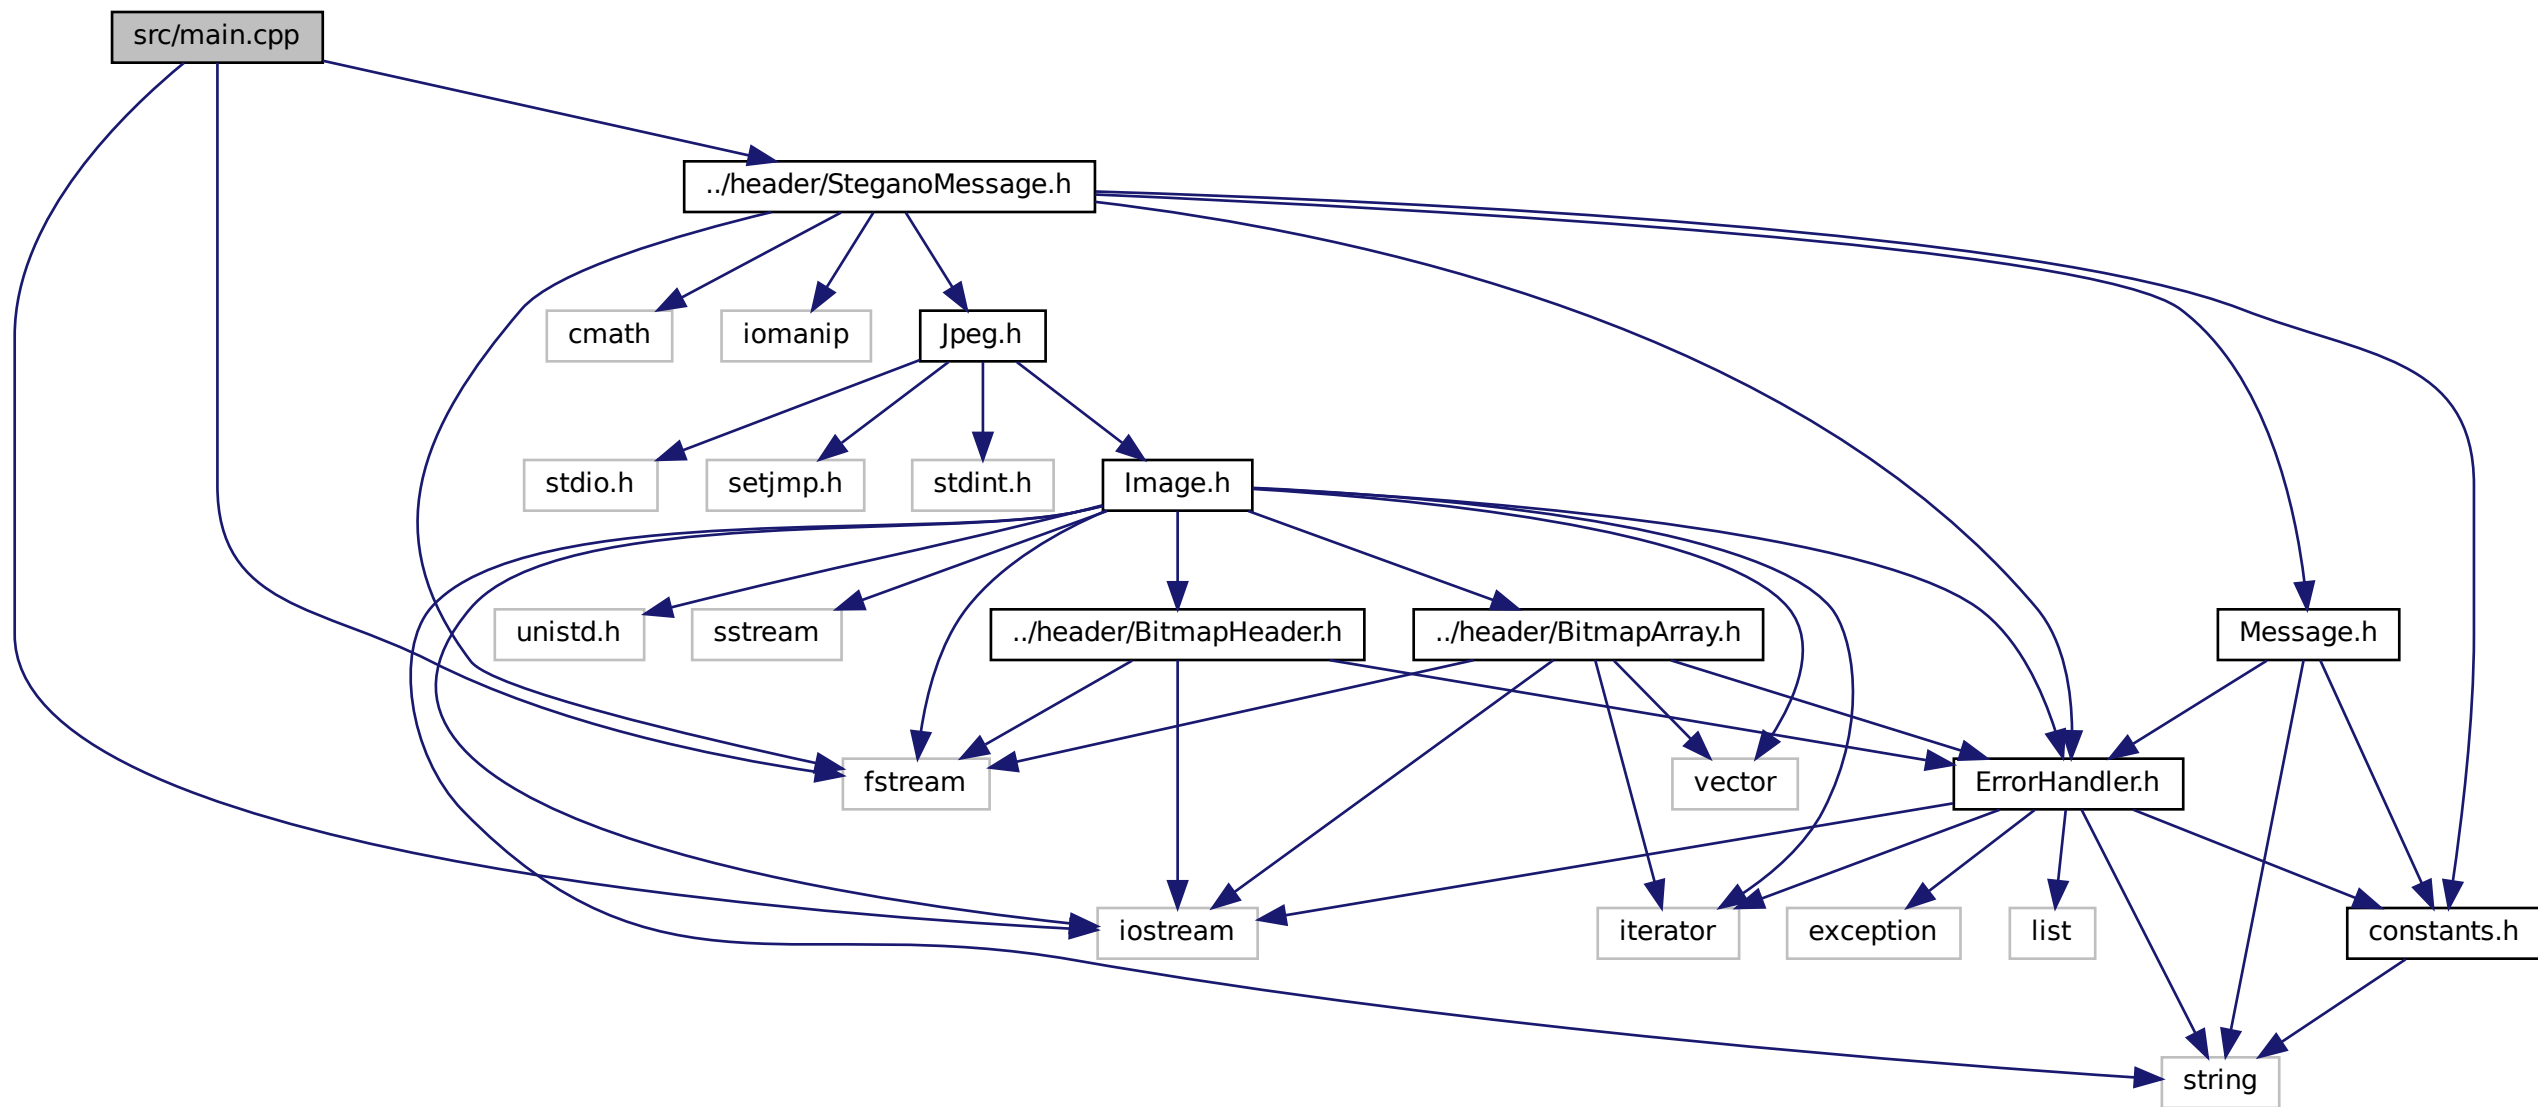 src/main.cpp
../header/SteganoMessage.h
cmath
iomanip
Jpeg.h
stdio.h
setjmp.h
stdint.h
Image.h
unistd.h
sstream
../header/BitmapHeader.h
../header/BitmapArray.h
Message.h
fstream
vector
ErrorHandler.h
iostream
iterator
exception
list
constants.h
string